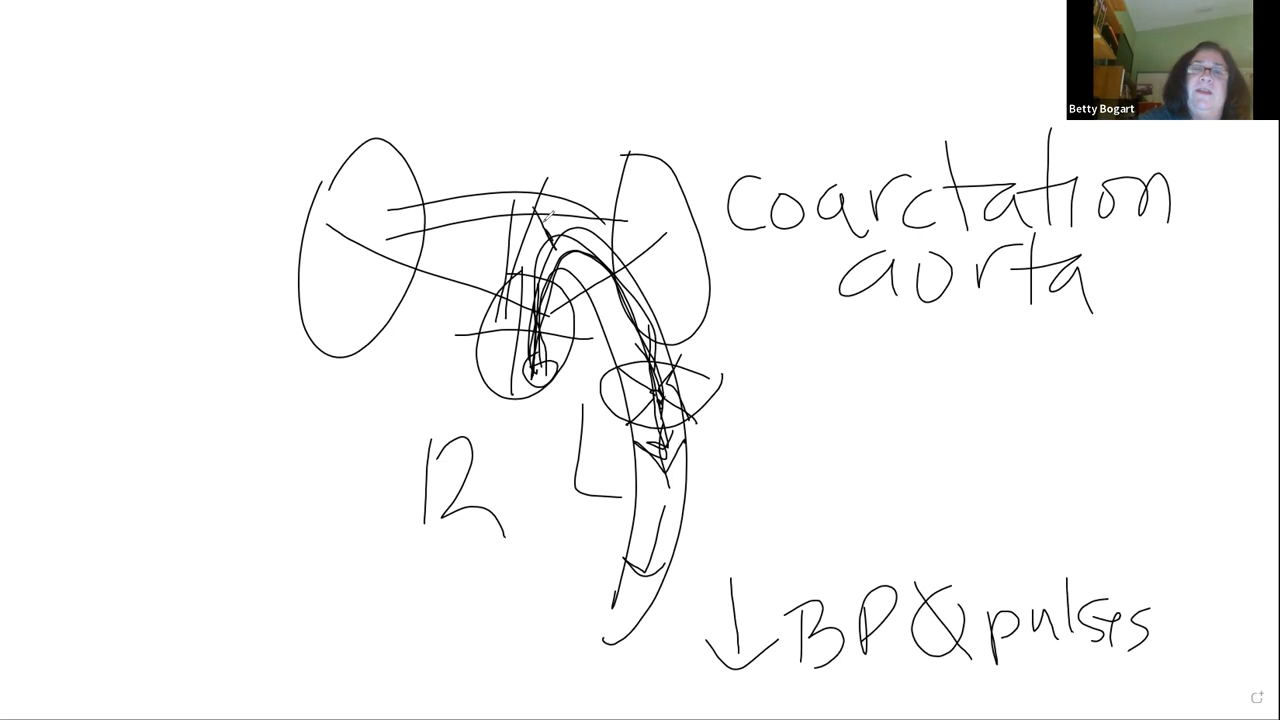 Betty Bogart
coarctation
aorta
R L
↓ BP & pulses